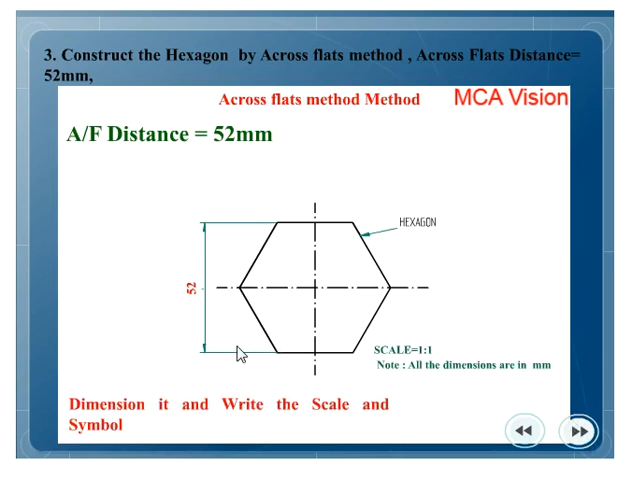 3. Construct the Hexagon by Across flats method , Across Flats Distance=
52mm,
Across flats method Method
MCA Vision
A/F Distance = 52mm
HEXAGON
52
SCALE=1:1
Note : All the dimensions are in mm
Dimension it and Write the Scale and
Symbol